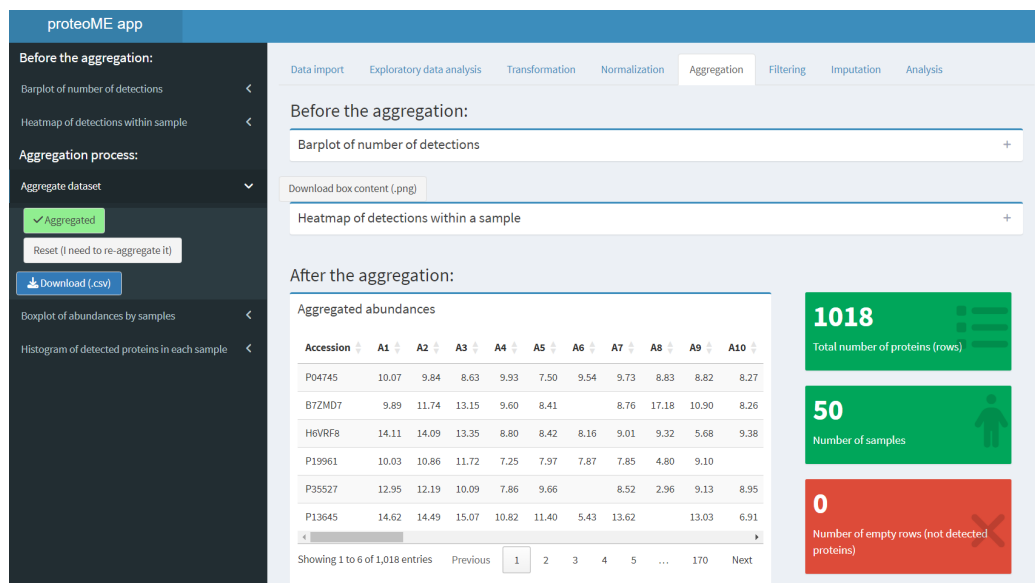 proteoME app
Before the aggregation:
Barplot of number of detections
Heatmap of detections within sample
Aggregation process:
Aggregate dataset
Aggregated
Reset (I need to re-aggregate it)
Download (.csv)
Boxplot of abundances by samples
Histogram of detected proteins in each sample
Data import Exploratory data analysis Transformation Normalization Aggregation Filtering Imputation Analysis
Before the aggregation:
Barplot of number of detections
Download box content (.png)
Heatmap of detections within a sample
After the aggregation:
Aggregated abundances
Accession A1 A2 A3 A4 A5 A6 A7 A8 A9 A10
P04745 10.07 9.84 8.63 9.93 7.50 9.54 9.73 8.83 8.82 8.27
B7ZMD7 9.89 11.74 13.15 9.60 8.41 8.76 17.18 10.90 8.26
H6VRF8 14.11 14.09 13.35 8.80 8.42 8.16 9.01 9.32 5.68 9.38
P19961 10.03 10.86 11.72 7.25 7.97 7.87 7.85 4.80 9.10
P35527 12.95 12.19 10.09 7.86 9.66 8.52 2.96 9.13 8.95
P13645 14.62 14.49 15.07 10.82 11.40 5.43 13.62 13.03 6.91
Showing 1 to 6 of 1,018 entries Previous 1 2 3 4 5 ... 170 Next
1018
Total number of proteins (rows)
50
Number of samples
0
Number of empty rows (not detected
proteins)